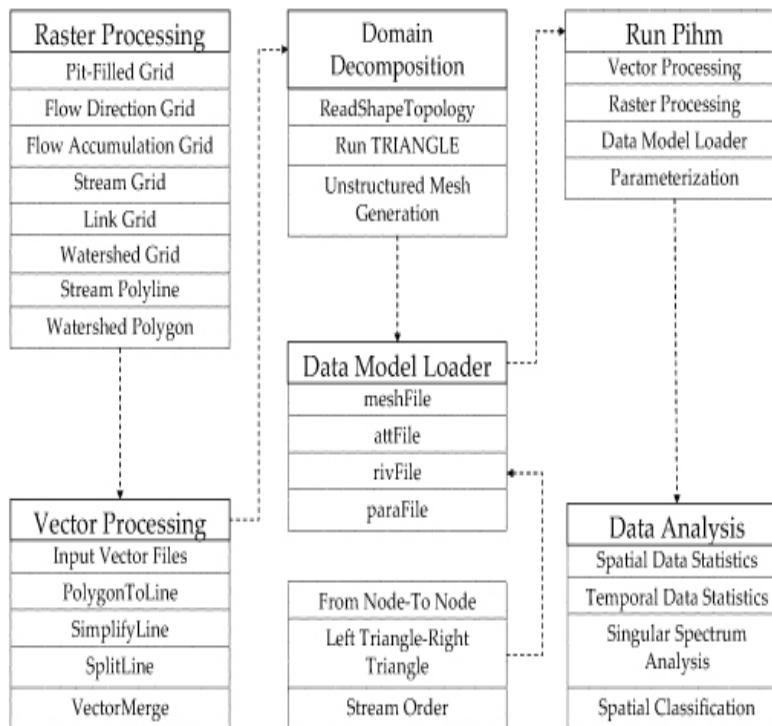 Raster Processing
Pit-Filled Grid
Flow Direction Grid
Flow Accumulation Grid
Stream Grid
Link Grid
Watershed Grid
Stream Polyline
Watershed Polygon
Vector Processing
Input Vector Files
PolygonToLine
SimplifyLine
SplitLine
VectorMerge
Domain
Decomposition
ReadShapeTopology
Run TRIANGLE
Unstructured Mesh
Generation
Data Model Loader
meshFile
attFile
rivFile
paraFile
From Node-To Node
Left Triangle-Right
Triangle
Stream Order
Run Pihm
Vector Processing
Raster Processing
Data Model Loader
Parameterization
Data Analysis
Spatial Data Statistics
Temporal Data Statistics
Singular Spectrum
Analysis
Spatial Classification